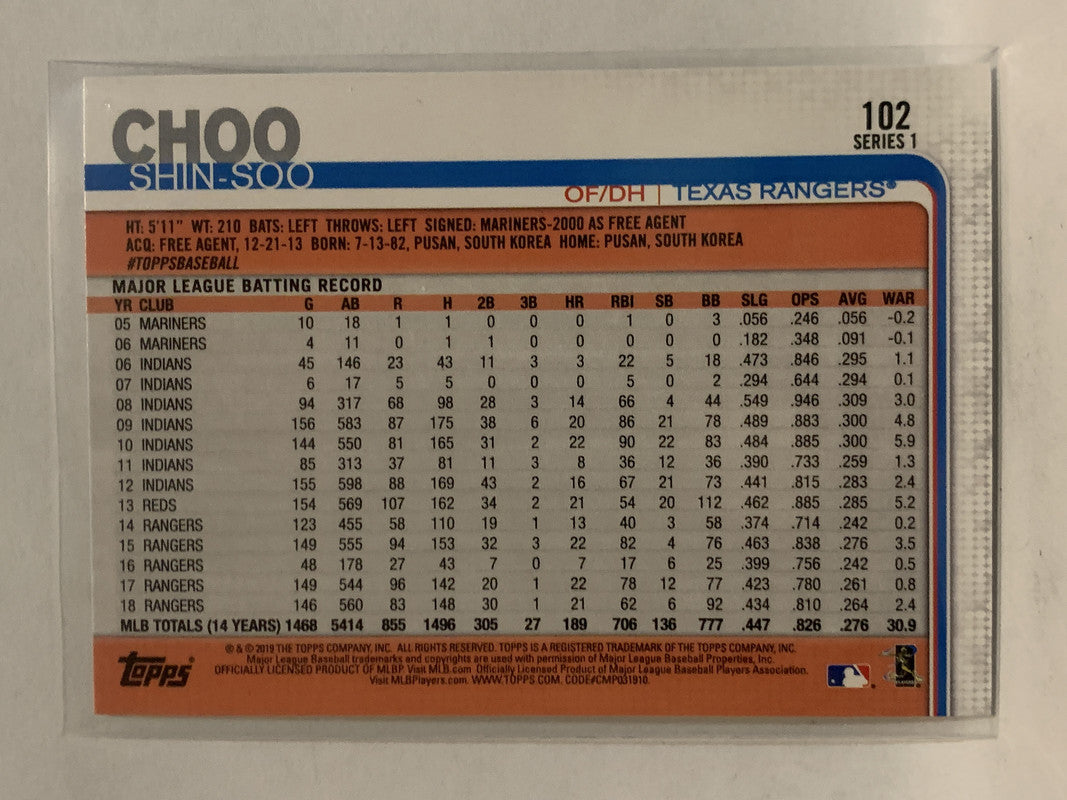 CHOO
SHIN-SOO
102
SERIES 1
OF/DH | TEXAS RANGERS®
HT: 5'11" WT: 210 BATS: LEFT THROWS: LEFT SIGNED: MARINERS-2000 AS FREE AGENT
ACQ: FREE AGENT, 12-21-13 BORN: 7-13-82, PUSAN, SOUTH KOREA HOME: PUSAN, SOUTH KOREA
#TOPPSBASEBALL
MAJOR LEAGUE BATTING RECORD
YR CLUB G AB R H 2B 3B HR RBI SB BB SLG OPS AVG WAR
05 MARINERS 10 18 1 1 0 0 0 1 0 3 .056 .246 .056 -0.2
06 MARINERS 4 11 0 1 1 0 0 0 0 0 .182 .348 .091 -0.1
06 INDIANS 45 146 23 43 11 3 3 22 5 18 .473 .846 .295 1.1
07 INDIANS 6 17 5 5 0 0 0 5 0 2 .294 .644 .294 0.1
08 INDIANS 94 317 68 98 28 3 14 66 4 44 .549 .946 .309 3.0
09 INDIANS 156 583 87 175 38 6 20 86 21 78 .489 .883 .300 4.8
10 INDIANS 144 550 81 165 31 2 22 90 22 83 .484 .885 .300 5.9
11 INDIANS 85 313 37 81 11 3 8 36 12 36 .390 .733 .259 1.3
12 INDIANS 155 598 88 169 43 2 16 67 21 73 .441 .815 .283 2.4
13 REDS 154 569 107 162 34 2 21 54 20 112 .462 .885 .285 5.2
14 RANGERS 123 455 58 110 19 1 13 40 3 58 .374 .714 .242 0.2
15 RANGERS 149 555 94 153 32 3 22 82 4 76 .463 .838 .276 3.5
16 RANGERS 48 178 27 43 7 0 7 17 6 25 .399 .756 .242 0.5
17 RANGERS 149 544 96 142 20 1 22 78 12 77 .423 .780 .261 0.8
18 RANGERS 146 560 83 148 30 1 21 62 6 92 .434 .810 .264 2.4
MLB TOTALS (14 YEARS) 1468 5414 855 1496 305 27 189 706 136 777 .447 .826 .276 30.9
topps®
® & © 2019 THE TOPPS COMPANY, INC. ALL RIGHTS RESERVED. TOPPS IS A REGISTERED TRADEMARK OF THE TOPPS COMPANY, INC.
Major League Baseball trademarks and copyrights are used with permission of Major League Baseball Properties, Inc.
OFFICIALLY LICENSED PRODUCT OF MLBP. Visit MLB.com. Officially Licensed Product of Major League Baseball Players Association.
Visit MLBPlayers.com. WWW.TOPPS.COM. CODE#CMP031910.